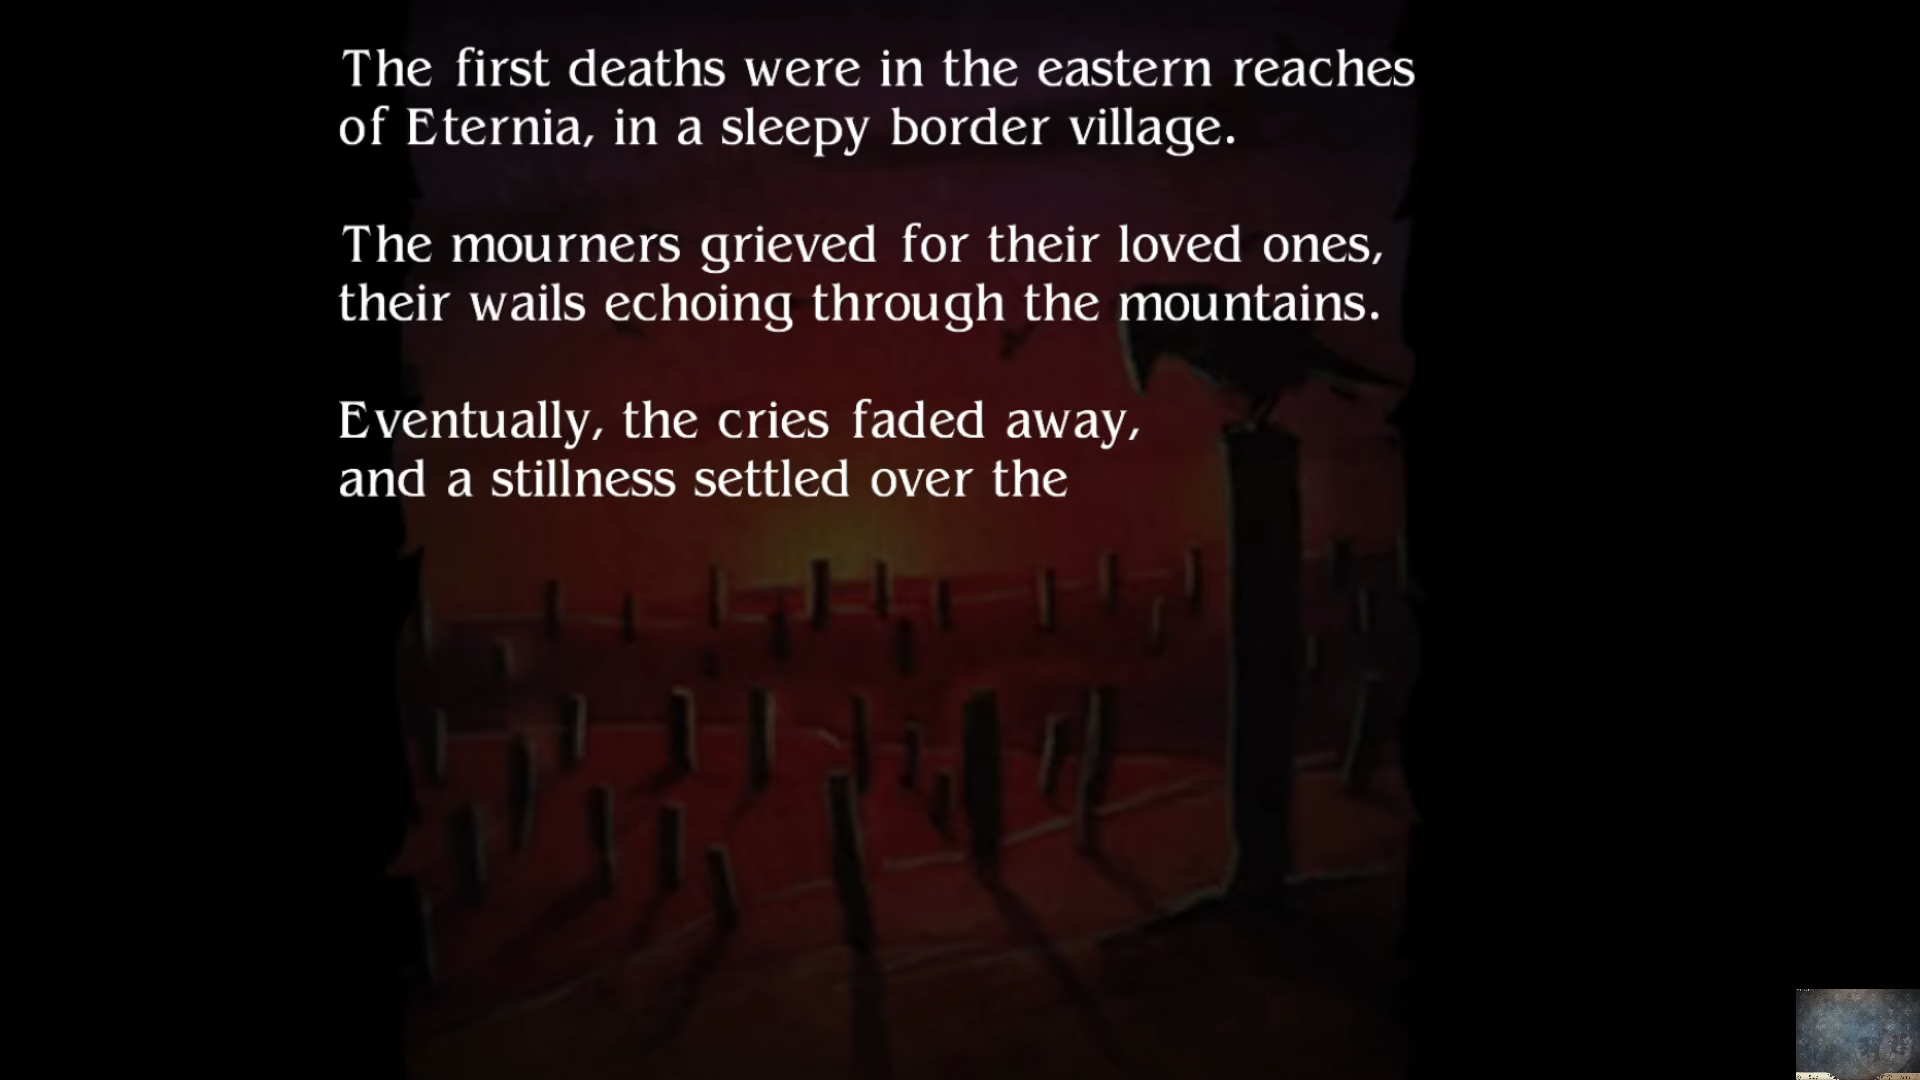 The first deaths were in the eastern reaches
of Eternia, in a sleepy border village.
The mourners grieved for their loved ones,
their wails echoing through the mountains.
Eventually, the cries faded away,
and a stillness settled over the